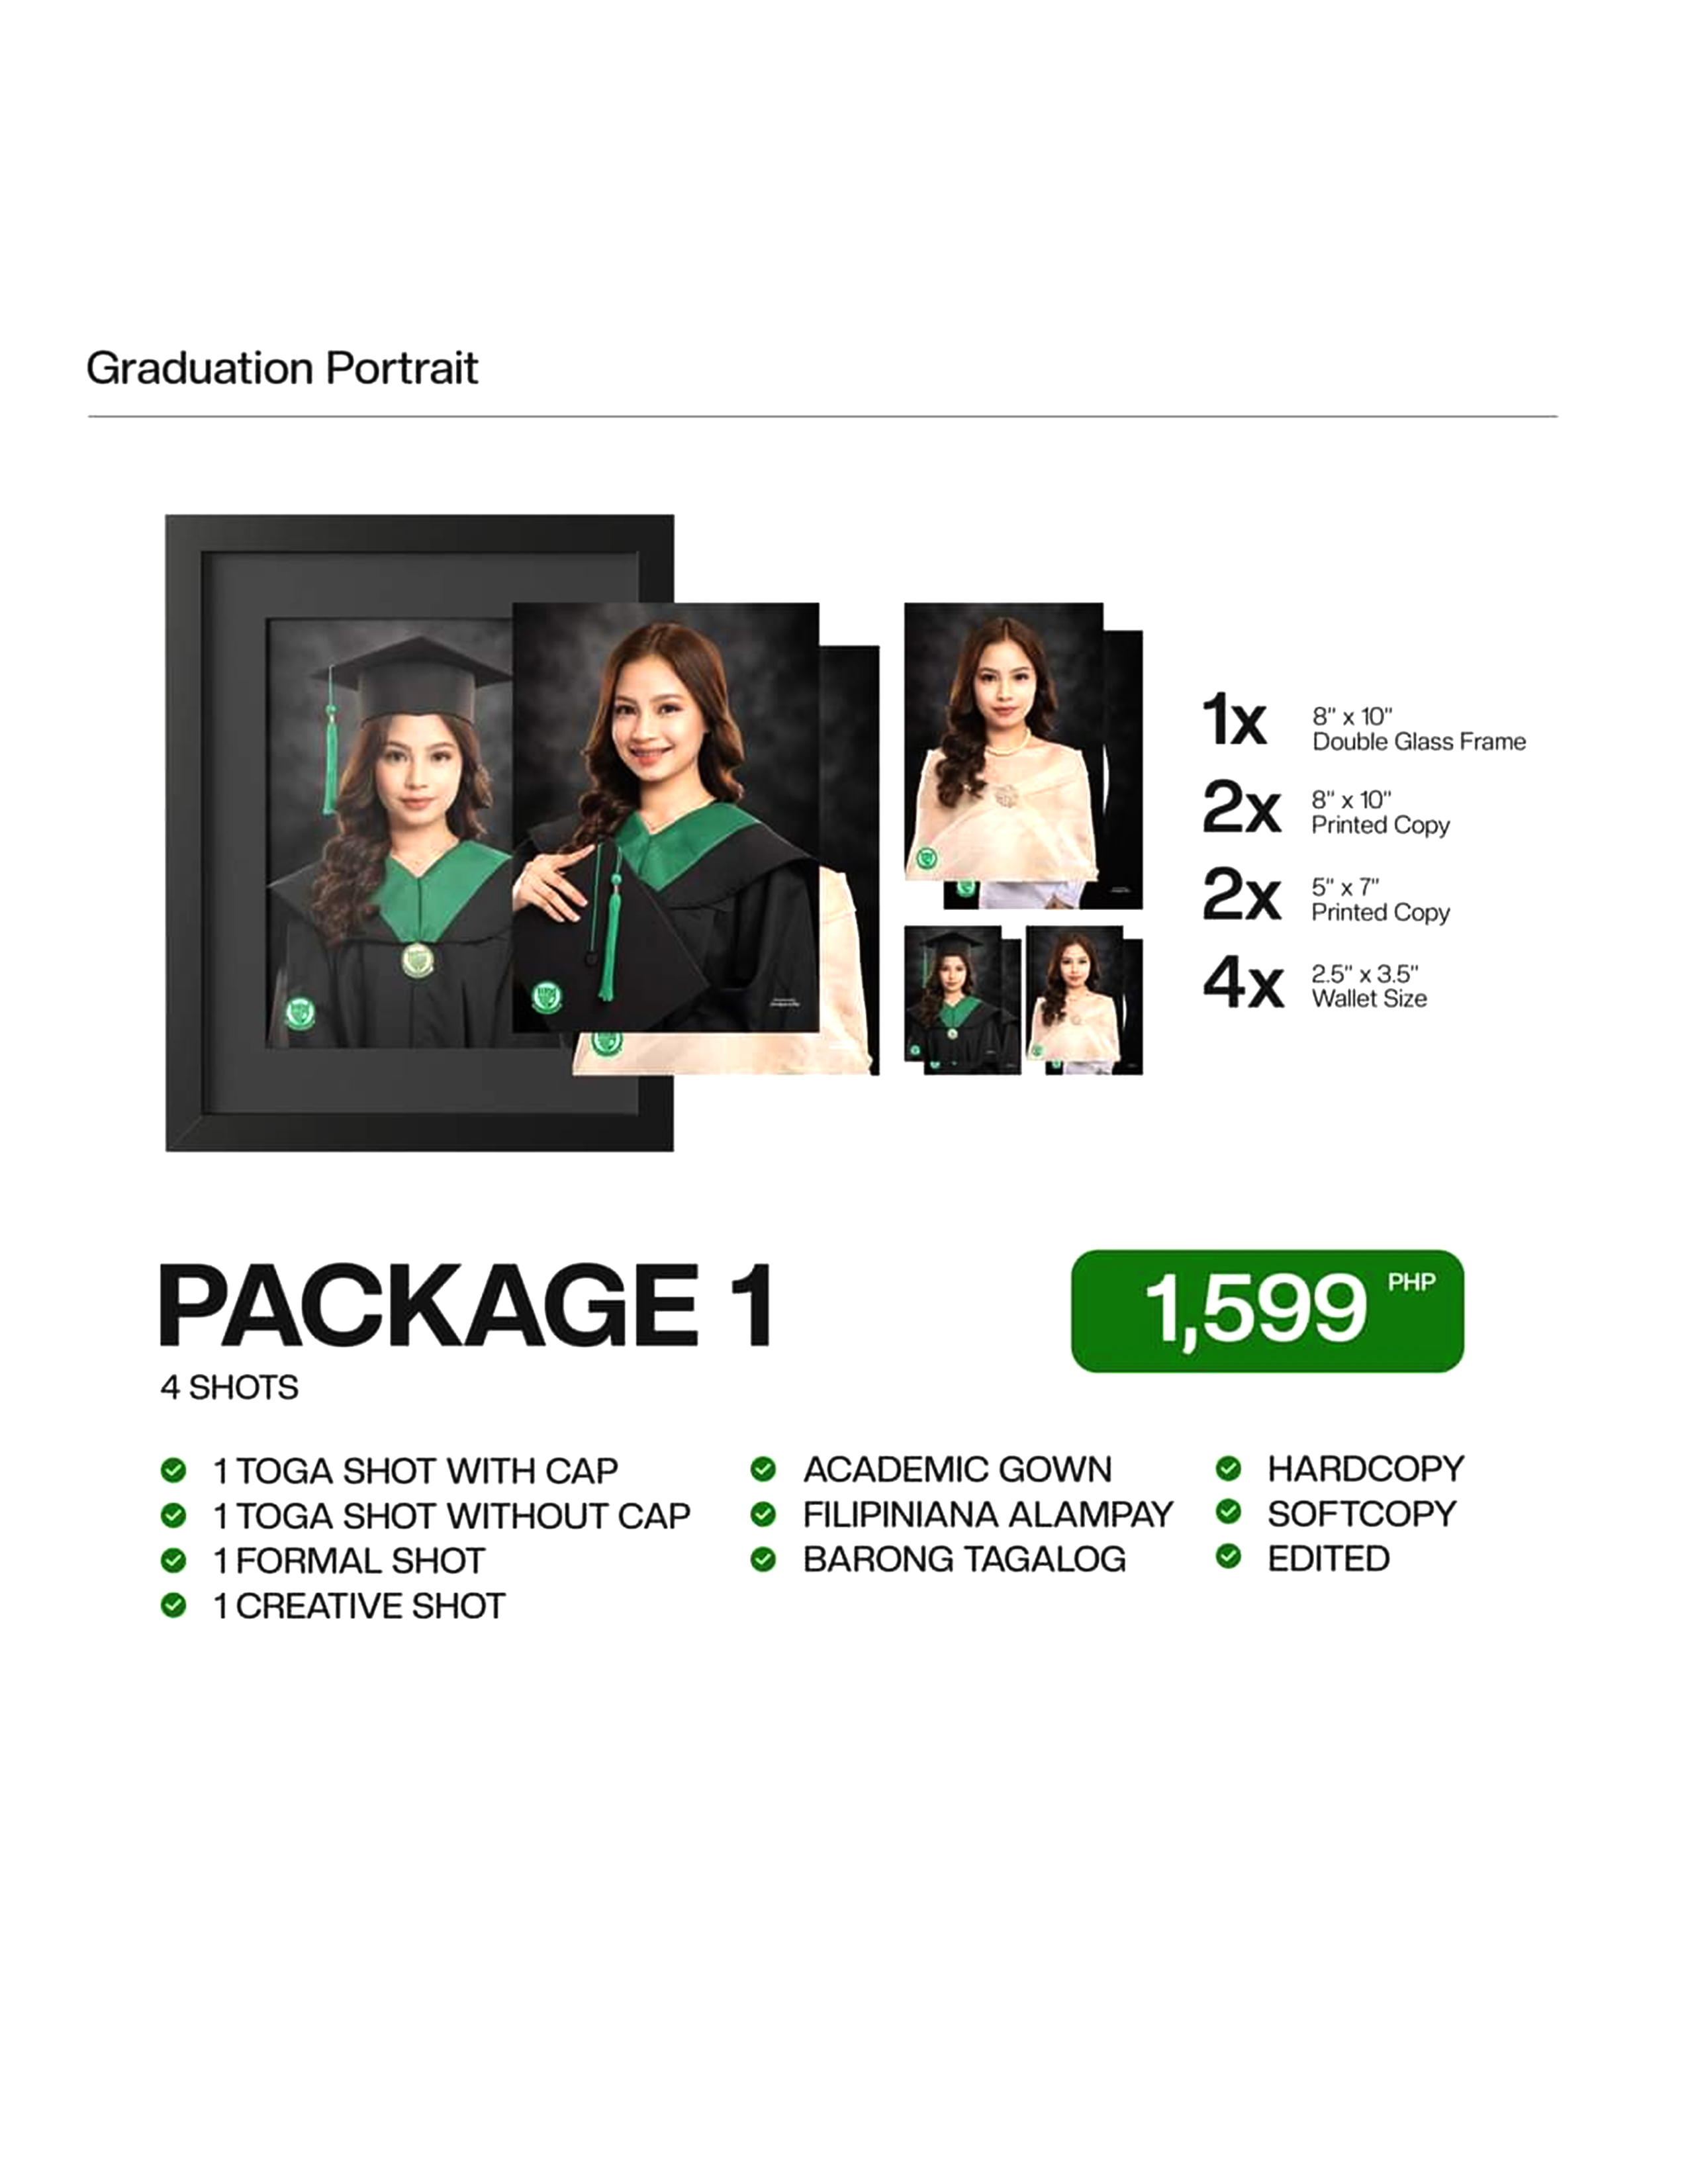 Graduation Portrait
1x
8" x 10"
Double Glass Frame
2x
8" x 10"
Printed Copy
2x
5" x 7"
Printed Copy
4x
2.5" x 3.5"
Wallet Size
PACKAGE 1
1,599 PHP
4 SHOTS
1 TOGA SHOT WITH CAP
1 TOGA SHOT WITHOUT CAP
1 FORMAL SHOT
1 CREATIVE SHOT
ACADEMIC GOWN
FILIPINIANA ALAMPAY
BARONG TAGALOG
HARDCOPY
SOFTCOPY
EDITED